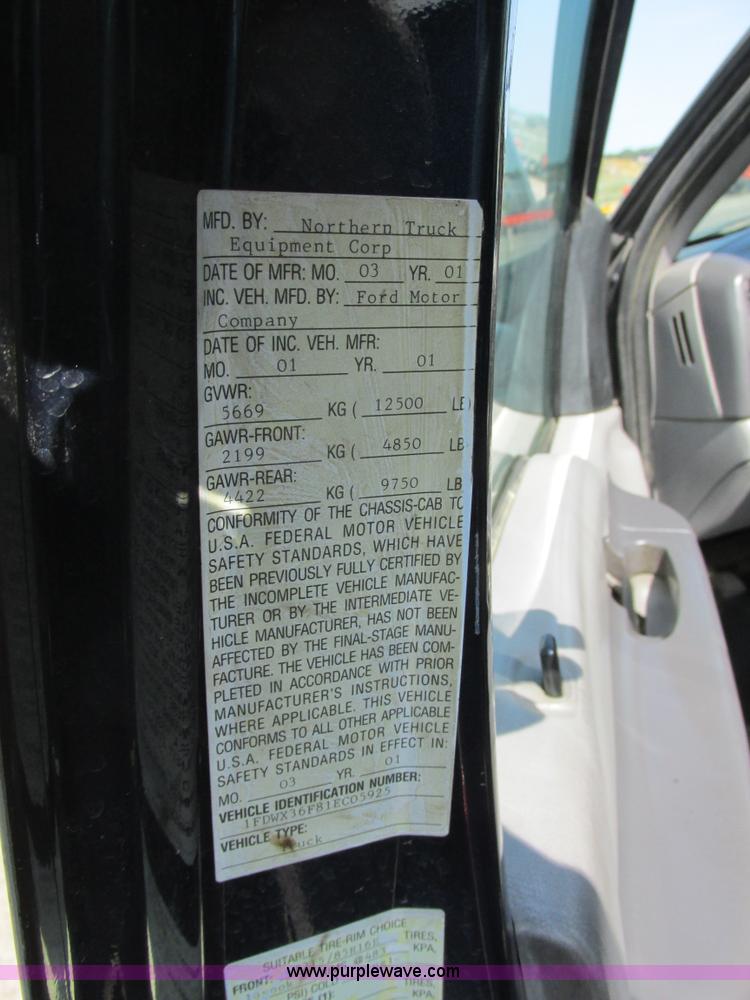 MFD. BY: Northern Truck
Equipment Corp
DATE OF MFR: MO. 03 YR. 01
INC. VEH. MFD. BY: Ford Motor
Company
DATE OF INC. VEH. MFR:
MO. 01 YR. 01
GVWR:
5669 KG ( 12500 LB)
GAWR-FRONT:
2199 KG ( 4850 LB
GAWR-REAR:
4422 KG ( 9750 LB
CONFORMITY OF THE CHASSIS-CAB TO
U.S.A. FEDERAL MOTOR VEHICLE
SAFETY STANDARDS, WHICH HAVE
BEEN PREVIOUSLY FULLY CERTIFIED BY
THE INCOMPLETE VEHICLE MANUFAC-
TURER OR BY THE INTERMEDIATE VE-
HICLE MANUFACTURER, HAS NOT BEEN
AFFECTED BY THE FINAL-STAGE MANU-
FACTURE. THE VEHICLE HAS BEEN COM-
PLETED IN ACCORDANCE WITH PRIOR
MANUFACTURER'S INSTRUCTIONS,
WHERE APPLICABLE. THIS VEHICLE
CONFORMS TO ALL OTHER APPLICABLE
U.S.A. FEDERAL MOTOR VEHICLE
SAFETY STANDARDS IN EFFECT IN:
MO. 03 YR. 01
VEHICLE IDENTIFICATION NUMBER:
1FDWX36F81EC05925
VEHICLE TYPE:
Truck
SUITABLE TIRE-RIM CHOICE
TIRES,
KPA,
FRONT:
PSI) COLD
TIRES,
KPA,
www.purplewave.com